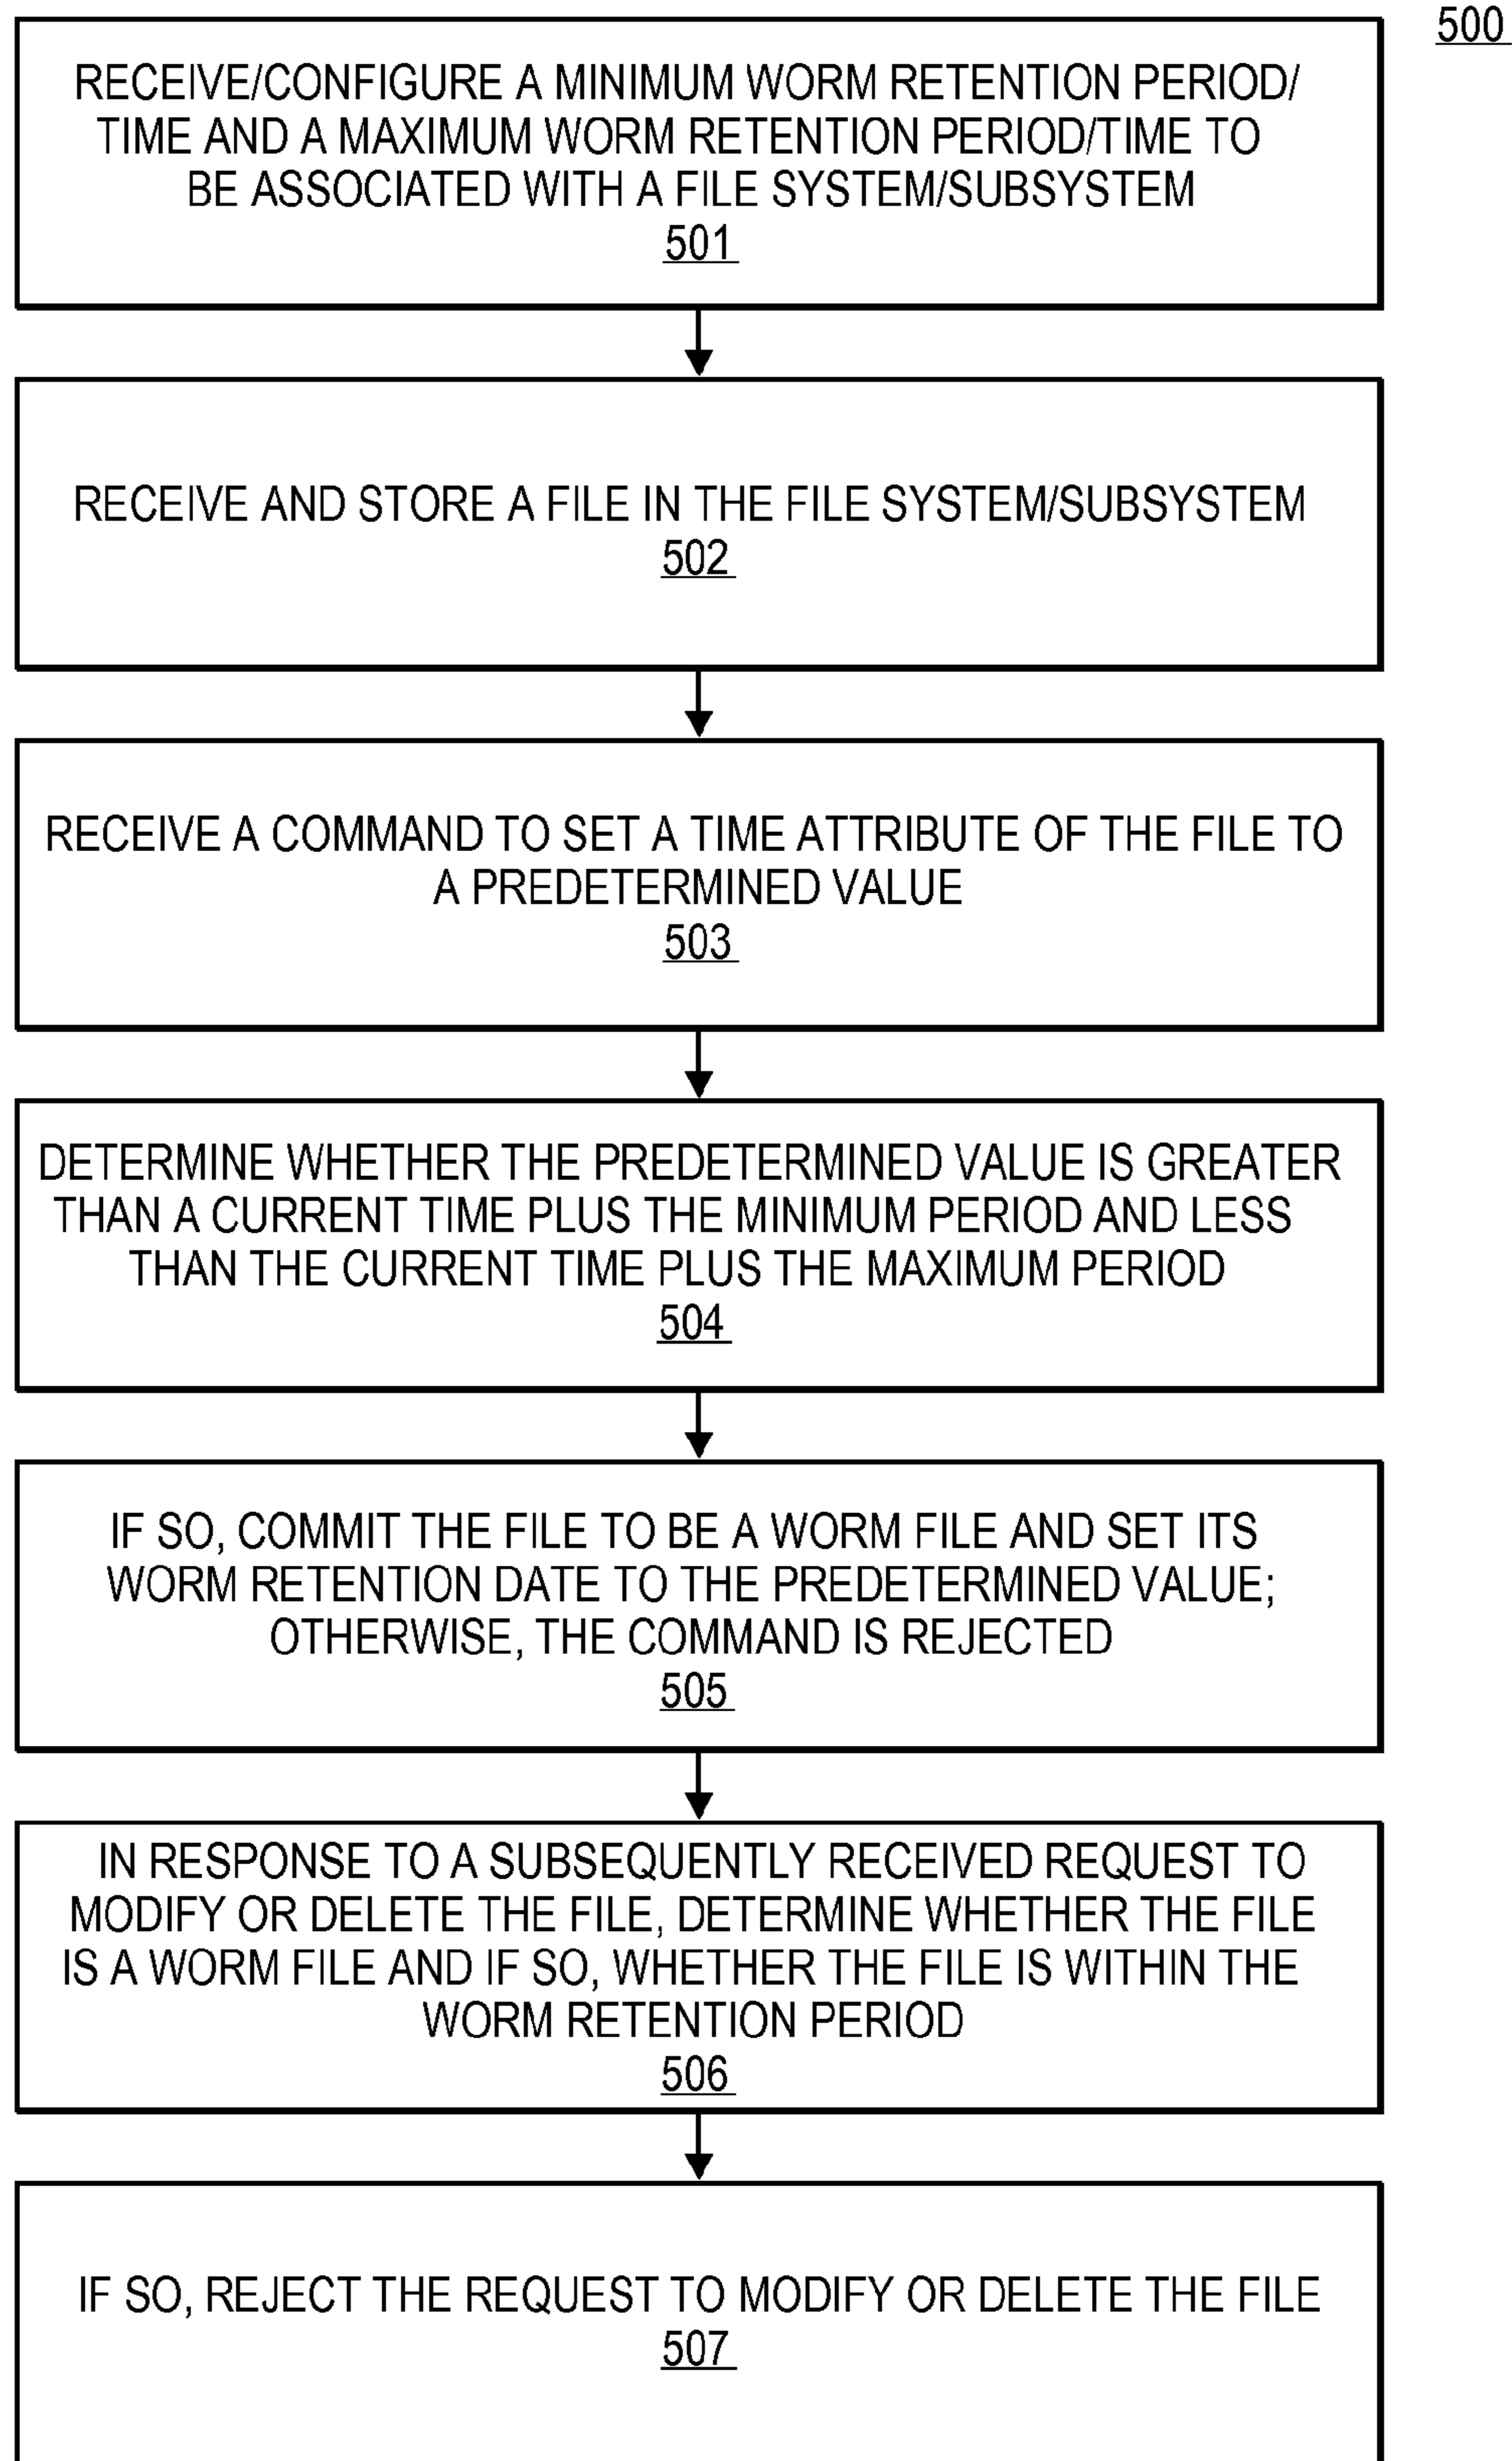 500
RECEIVE/CONFIGURE A MINIMUM WORM RETENTION PERIOD/
TIME AND A MAXIMUM WORM RETENTION PERIOD/TIME TO
BE ASSOCIATED WITH A FILE SYSTEM/SUBSYSTEM
501
RECEIVE AND STORE A FILE IN THE FILE SYSTEM/SUBSYSTEM
502
RECEIVE A COMMAND TO SET A TIME ATTRIBUTE OF THE FILE TO
A PREDETERMINED VALUE
503
DETERMINE WHETHER THE PREDETERMINED VALUE IS GREATER
THAN A CURRENT TIME PLUS THE MINIMUM PERIOD AND LESS
THAN THE CURRENT TIME PLUS THE MAXIMUM PERIOD
504
IF SO, COMMIT THE FILE TO BE A WORM FILE AND SET ITS
WORM RETENTION DATE TO THE PREDETERMINED VALUE;
OTHERWISE, THE COMMAND IS REJECTED
505
IN RESPONSE TO A SUBSEQUENTLY RECEIVED REQUEST TO
MODIFY OR DELETE THE FILE, DETERMINE WHETHER THE FILE
IS A WORM FILE AND IF SO, WHETHER THE FILE IS WITHIN THE
WORM RETENTION PERIOD
506
IF SO, REJECT THE REQUEST TO MODIFY OR DELETE THE FILE
507